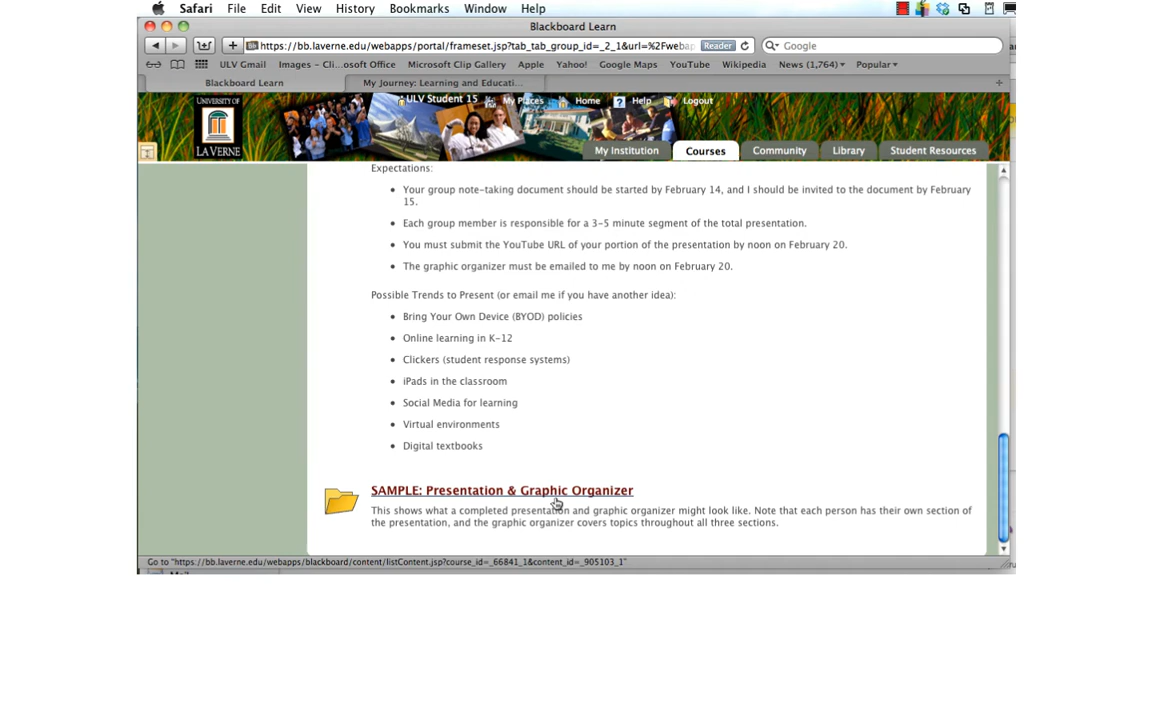 Safari File Edit View History Bookmarks Window Help
Blackboard Learn
https://bb.laverne.edu/webapps/portal/frameset.jsp?tab_tab_group_id=_2_1&url=%2Fwebap Reader Google
ULV Gmail Images - Cli...osoft Office Microsoft Clip Gallery Apple Yahoo! Google Maps YouTube Wikipedia News (1,764) Popular
Blackboard Learn My Journey: Learning and Educati...
UNIVERSITY OF
LA VERNE
ULV Student 15 My Places Home Help Logout
My Institution Courses Community Library Student Resources
Expectations:
• Your group note-taking document should be started by February 14, and I should be invited to the document by February
15.
• Each group member is responsible for a 3-5 minute segment of the total presentation.
• You must submit the YouTube URL of your portion of the presentation by noon on February 20.
• The graphic organizer must be emailed to me by noon on February 20.
Possible Trends to Present (or email me if you have another idea):
• Bring Your Own Device (BYOD) policies
• Online learning in K-12
• Clickers (student response systems)
• iPads in the classroom
• Social Media for learning
• Virtual environments
• Digital textbooks
SAMPLE: Presentation & Graphic Organizer
This shows what a completed presentation and graphic organizer might look like. Note that each person has their own section of
the presentation, and the graphic organizer covers topics throughout all three sections.
Go to "https://bb.laverne.edu/webapps/blackboard/content/listContent.jsp?course_id=_66841_1&content_id=_905103_1"